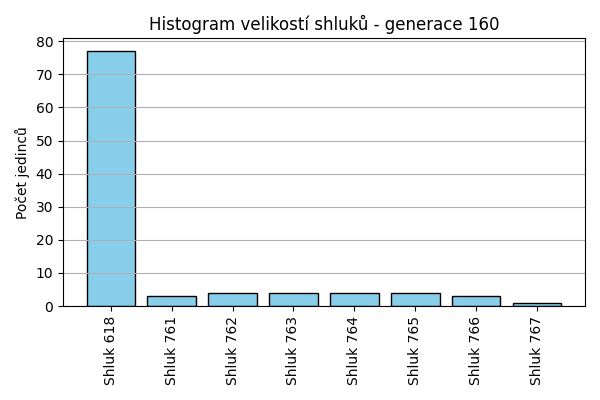 Histogram velikostí shluků - generace 160
Počet jedinců
80
70
60
50
40
30
20
10
0
Shluk 618
Shluk 761
Shluk 762
Shluk 763
Shluk 764
Shluk 765
Shluk 766
Shluk 767